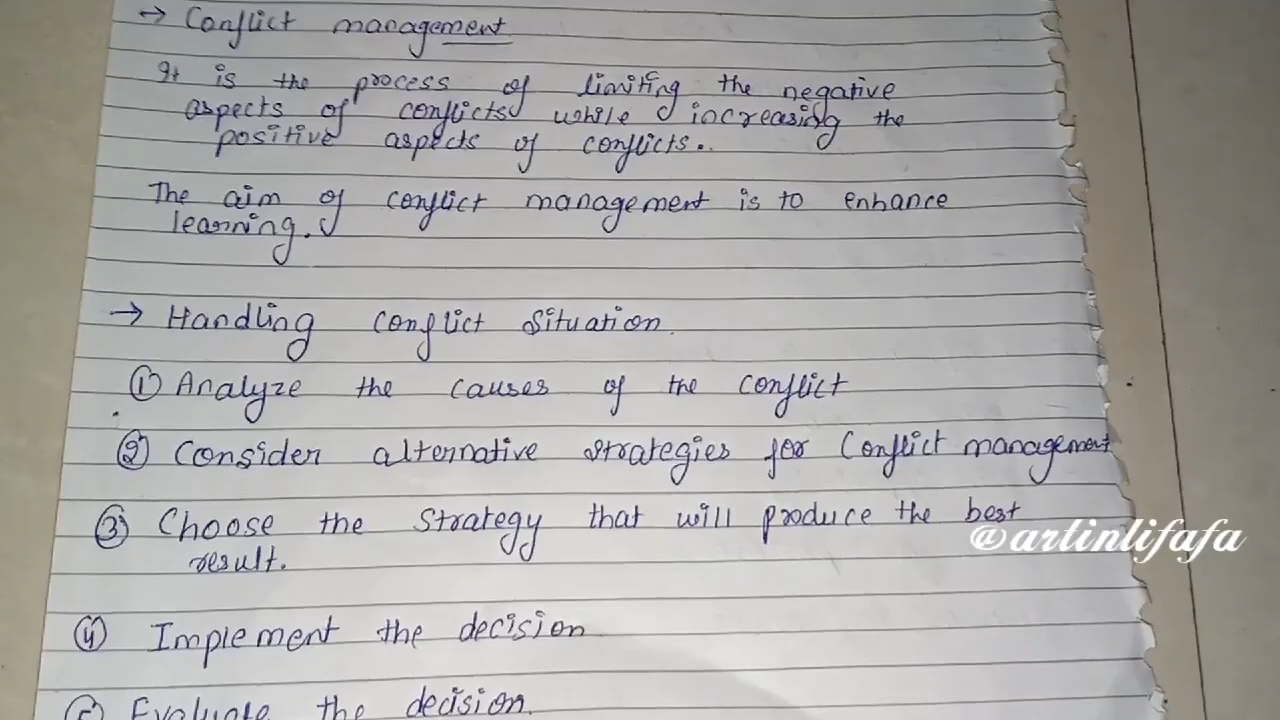 → Conflict management
It is the process of limiting the negative
aspects of conflicts while increasing the
positive aspects of conflicts.
The aim of conflict management is to enhance
learning.
→ Handling conflict situation.
① Analyze the causes of the conflict
② Consider alternative strategies for conflict management
③ Choose the strategy that will produce the best
result.
@artinlifafa
④ Implement the decision
⑤ Evaluate the decision.